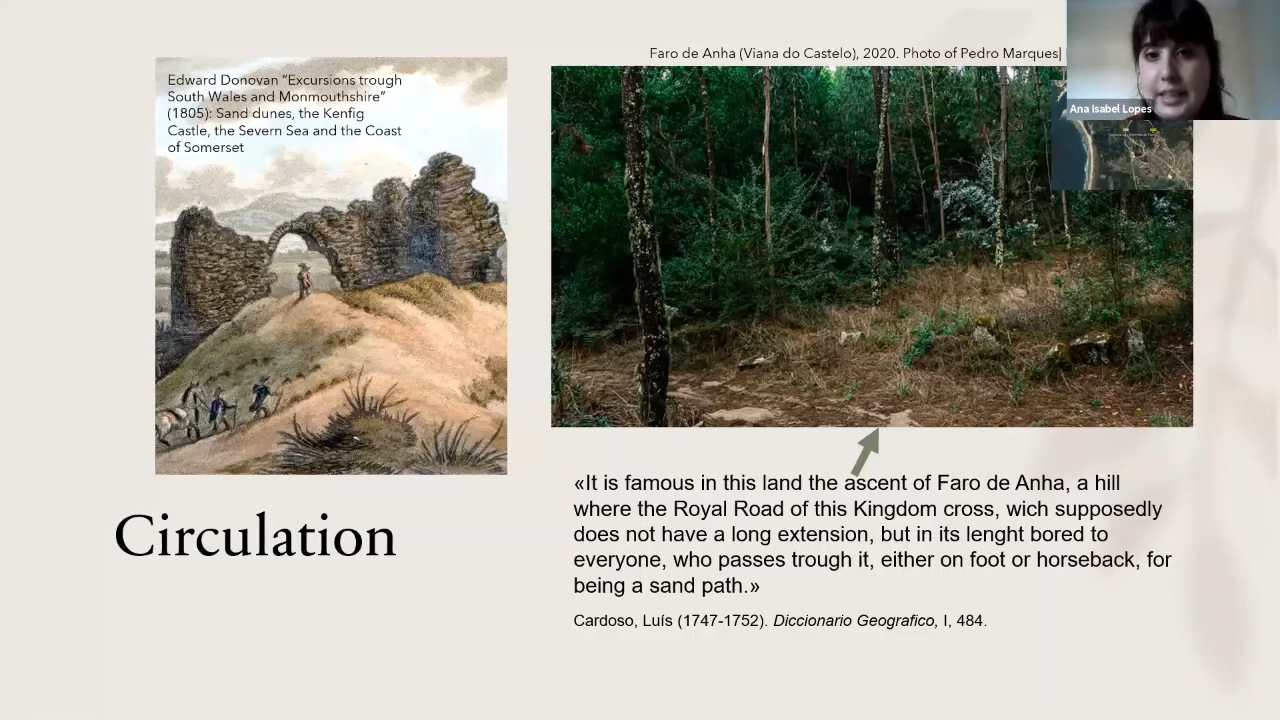 Faro de Anha (Viana do Castelo), 2020. Photo of Pedro Marques|
Ana Isabel Lopes
Edward Donovan “Excursions trough
South Wales and Monmouthshire”
(1805): Sand dunes, the Kenfig
Castle, the Severn Sea and the Coast
of Somerset
Circulation
«It is famous in this land the ascent of Faro de Anha, a hill
where the Royal Road of this Kingdom cross, wich supposedly
does not have a long extension, but in its lenght bored to
everyone, who passes trough it, either on foot or horseback, for
being a sand path.»
Cardoso, Luís (1747-1752). Diccionario Geografico, I, 484.